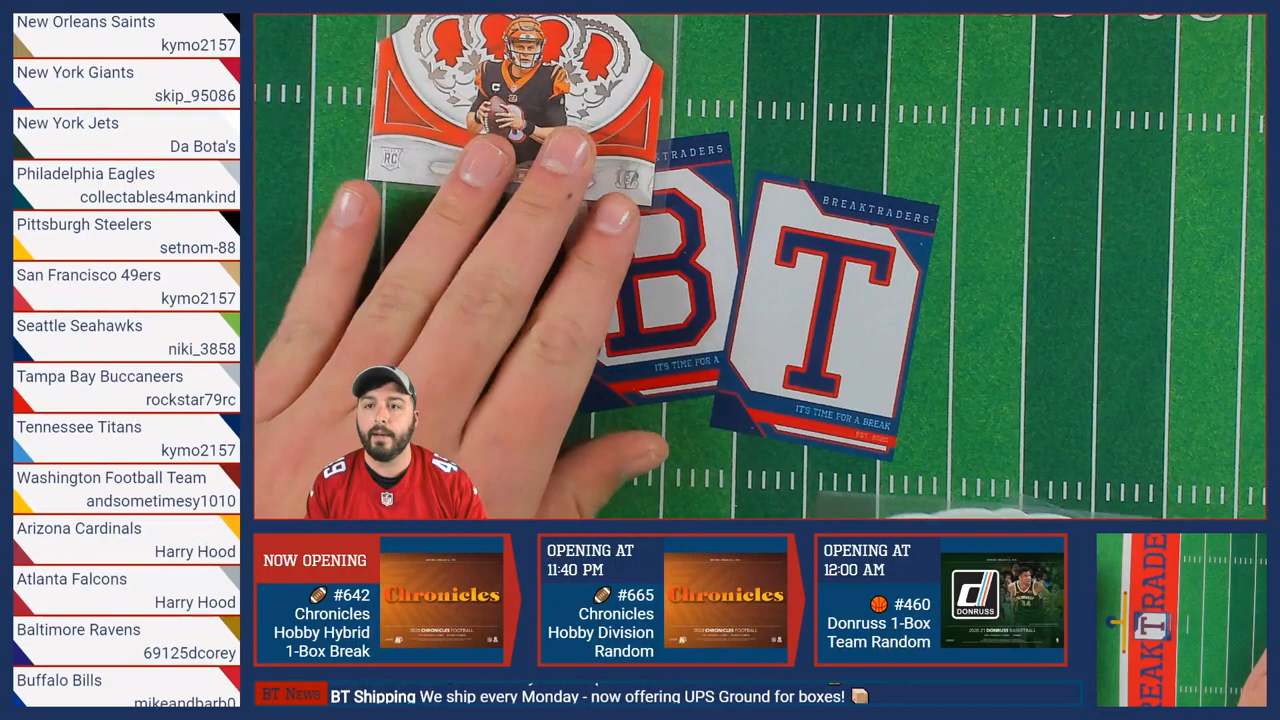 New Orleans Saints
kymo2157
New York Giants
skip_95086
New York Jets
Da Bota's
Philadelphia Eagles
collectables4mankind
Pittsburgh Steelers
setnom-88
San Francisco 49ers
kymo2157
Seattle Seahawks
niki_3858
Tampa Bay Buccaneers
rockstar79rc
Tennessee Titans
kymo2157
Washington Football Team
andsometimesy1010
Arizona Cardinals
Harry Hood
Atlanta Falcons
Harry Hood
Baltimore Ravens
69125dcorey
Buffalo Bills
mikeandbarb0
RC
KTRADERS
B
IT'S TIME FOR A
BREAKTRADERS
T
IT'S TIME FOR A BREAK
EST. 2020
49
NOW OPENING
#642
Chronicles
Hobby Hybrid
1-Box Break
Chronicles
OPENING AT
11:40 PM
#665
Chronicles
Hobby Division
Random
Chronicles
OPENING AT
12:00 AM
#460
Donruss 1-Box
Team Random
DONRUSS
BREAKTRADE
BT News
BT Shipping We ship every Monday - now offering UPS Ground for boxes!